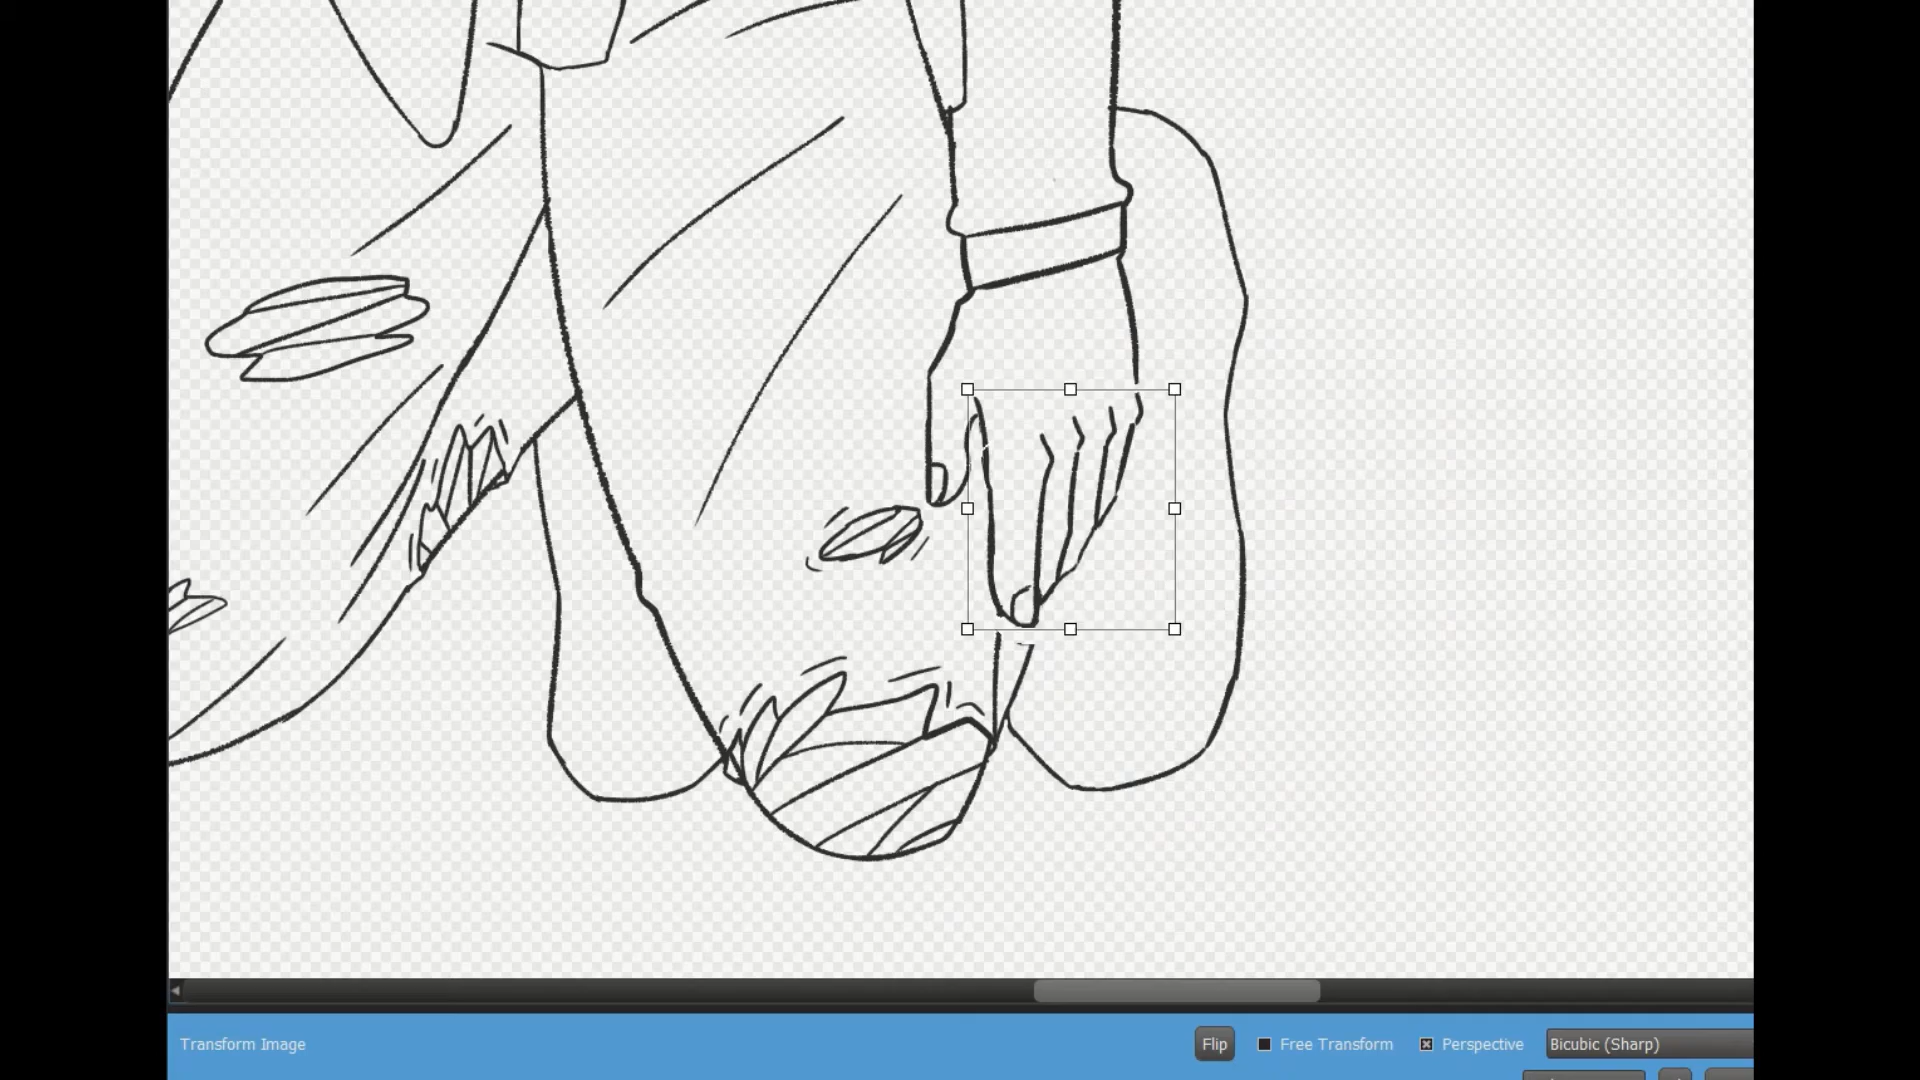 Transform Image
Flip
Free Transform
Perspective
Bicubic (Sharp)